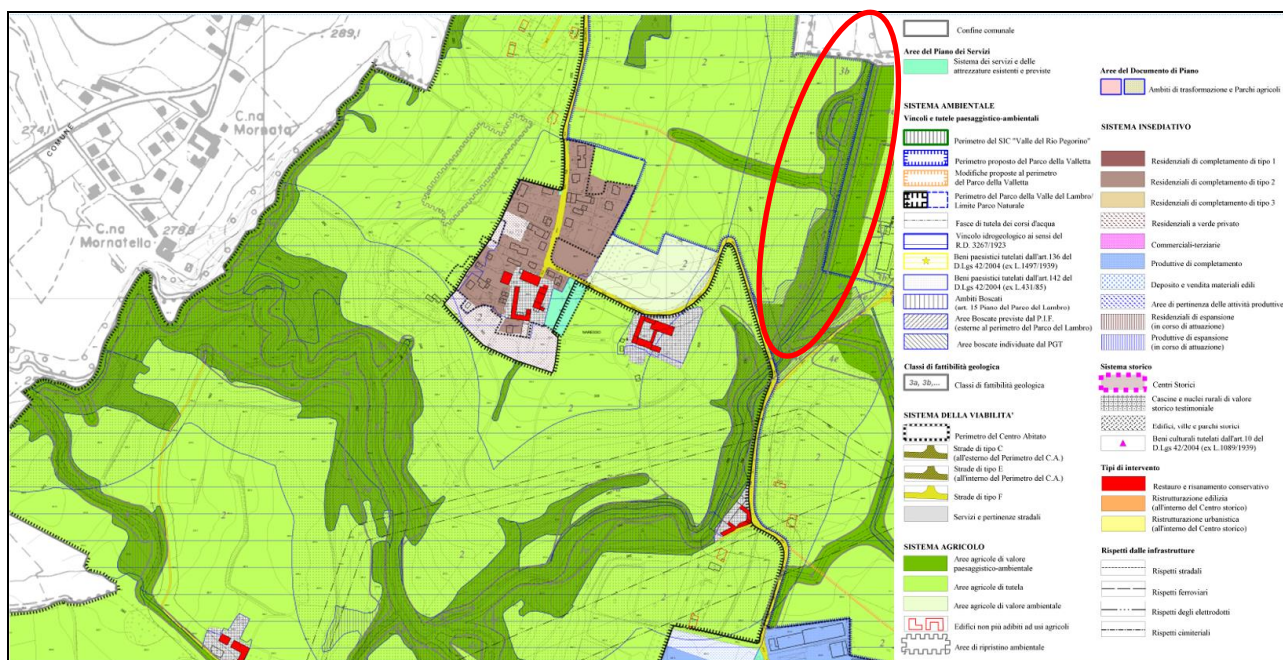 289,1
274,1
COMUNE
C.na
Mornata
C.na
Mornatella
278,8
2
2
2
2
2
2
2
2
3b
4e
Confine comunale
Aree del Piano dei Servizi
Sistema dei servizi e delle
attrezzature esistenti e previste
SISTEMA AMBIENTALE
Vincoli e tutele paesaggistico-ambientali
Perimetro del SIC "Valle del Rio Pegorino"
Perimetro proposto del Parco della Valletta
Modifiche proposte al perimetro
del Parco della Valletta
Perimetro del Parco della Valle del Lambro/
Limite Parco Naturale
Fasce di tutela dei corsi d'acqua
Vincolo idrogeologico ai sensi del
R.D. 3267/1923
Beni paesistici tutelati dall'art.136 del
D.Lgs 42/2004 (ex L.1497/1939)
Beni paesistici tutelati dall'art.142 del
D.Lgs 42/2004 (ex L.431/85)
Ambiti Boscati
(art. 15 Piano del Parco del Lambro)
Aree Boscate previste dal P.I.F.
(esterne al perimetro del Parco del Lambro)
Aree boscate individuate dal PGT
Classi di fattibilità geologica
3a, 3b,... Classi di fattibilità geologica
SISTEMA DELLA VIABILITA'
Perimetro del Centro Abitato
Strade di tipo C
(all'esterno del Perimetro del C.A.)
Strade di tipo E
(all'interno del Perimetro del C.A.)
Strade di tipo F
Servizi e pertinenze stradali
SISTEMA AGRICOLO
Aree agricole di valore
paesaggistico-ambientale
Aree agricole di tutela
Aree agricole di valore ambientale
Edifici non più adibiti ad usi agricoli
Aree di ripristino ambientale
Aree del Documento di Piano
Ambiti di trasformazione e Parchi agricoli
SISTEMA INSEDIATIVO
Residenziali di completamento di tipo 1
Residenziali di completamento di tipo 2
Residenziali di completamento di tipo 3
Residenziali a verde privato
Commerciali-terziarie
Produttive di completamento
Deposito e vendita materiali edili
Aree di pertinenza delle attività produttive
Residenziali di espansione
(in corso di attuazione)
Produttive di espansione
(in corso di attuazione)
Sistema storico
Centri Storici
Cascine e nuclei rurali di valore
storico testimoniale
Edifici, ville e parchi storici
Beni culturali tutelati dall'art.10 del
D.Lgs 42/2004 (ex L.1089/1939)
Tipi di intervento
Restauro e risanamento conservativo
Ristrutturazione edilizia
(all'interno del Centro storico)
Ristrutturazione urbanistica
(all'interno del Centro storico)
Rispetti dalle infrastrutture
Rispetti stradali
Rispetti ferroviari
Rispetti degli elettrodotti
Rispetti cimiteriali